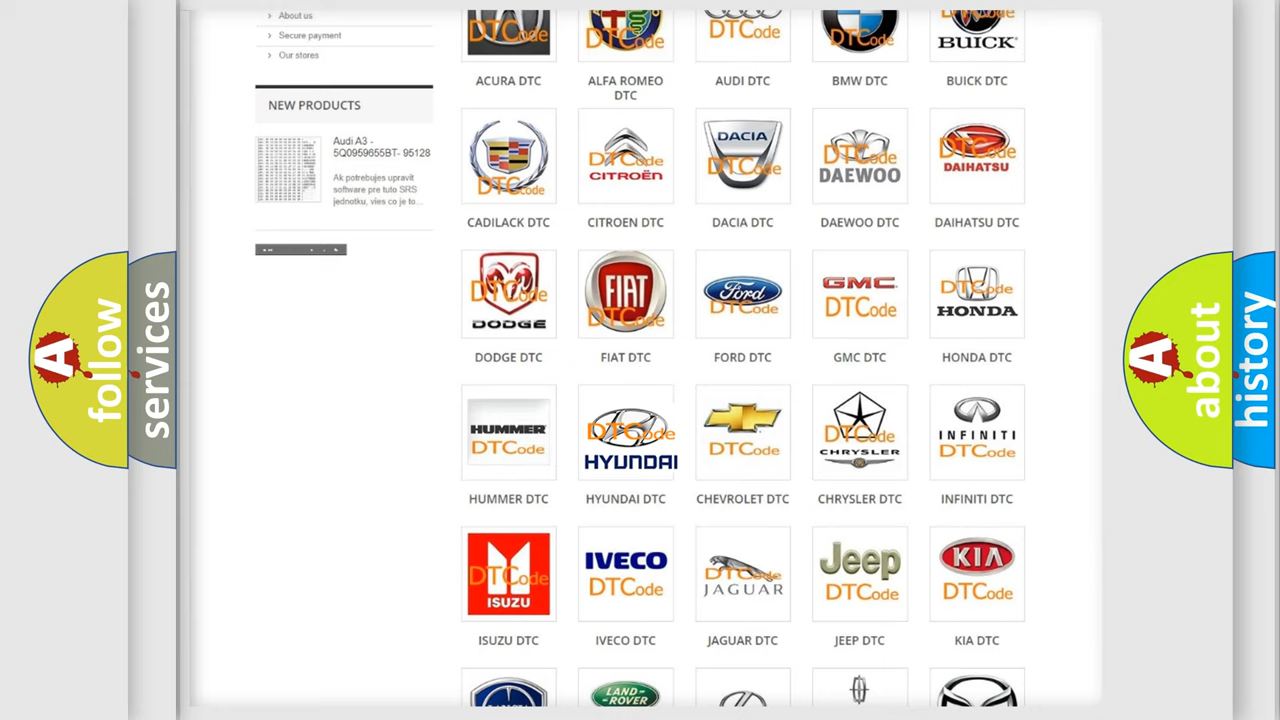 About us
Secure payment
Our stores
NEW PRODUCTS
Audi A3 -
5Q0959655BT- 95128
Ak potrebujes upravit
software pre tuto SRS
jednotku, vies co je to...
DTCode DTCode DTCode DTCode BUICK
ACURA DTC ALFA ROMEO DTC AUDI DTC BMW DTC BUICK DTC
DTCode DTCode CITROËN DACIA DTCode DTCode DAEWOO DTCode DAIHATSU
CADILACK DTC CITROEN DTC DACIA DTC DAEWOO DTC DAIHATSU DTC
DTCode DODGE FIAT DTCode Ford DTCode GMC DTCode DTCode HONDA
DODGE DTC FIAT DTC FORD DTC GMC DTC HONDA DTC
HUMMER DTCode DTCode HYUNDAI DTCode DTCode CHRYSLER INFINITI DTCode
HUMMER DTC HYUNDAI DTC CHEVROLET DTC CHRYSLER DTC INFINITI DTC
DTCode ISUZU IVECO DTCode DTCode JAGUAR Jeep DTCode KIA DTCode
ISUZU DTC IVECO DTC JAGUAR DTC JEEP DTC KIA DTC
LAND-ROVER
A follow
services
A about
history